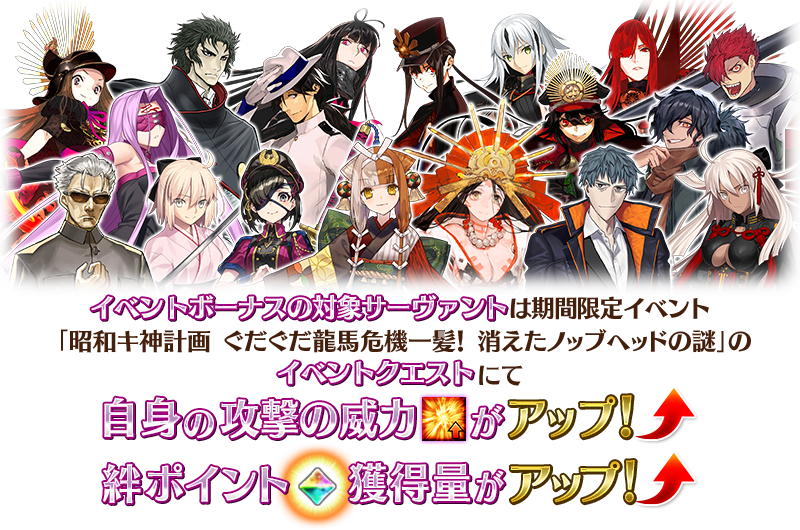 イベントボーナスの対象サーヴァントは期間限定イベント
「昭和キ神計画 ぐだぐだ龍馬危機一髪! 消えたノッブヘッドの謎」の
イベントクエストにて
自身の攻撃の威力がアップ!
絆ポイント獲得量がアップ!